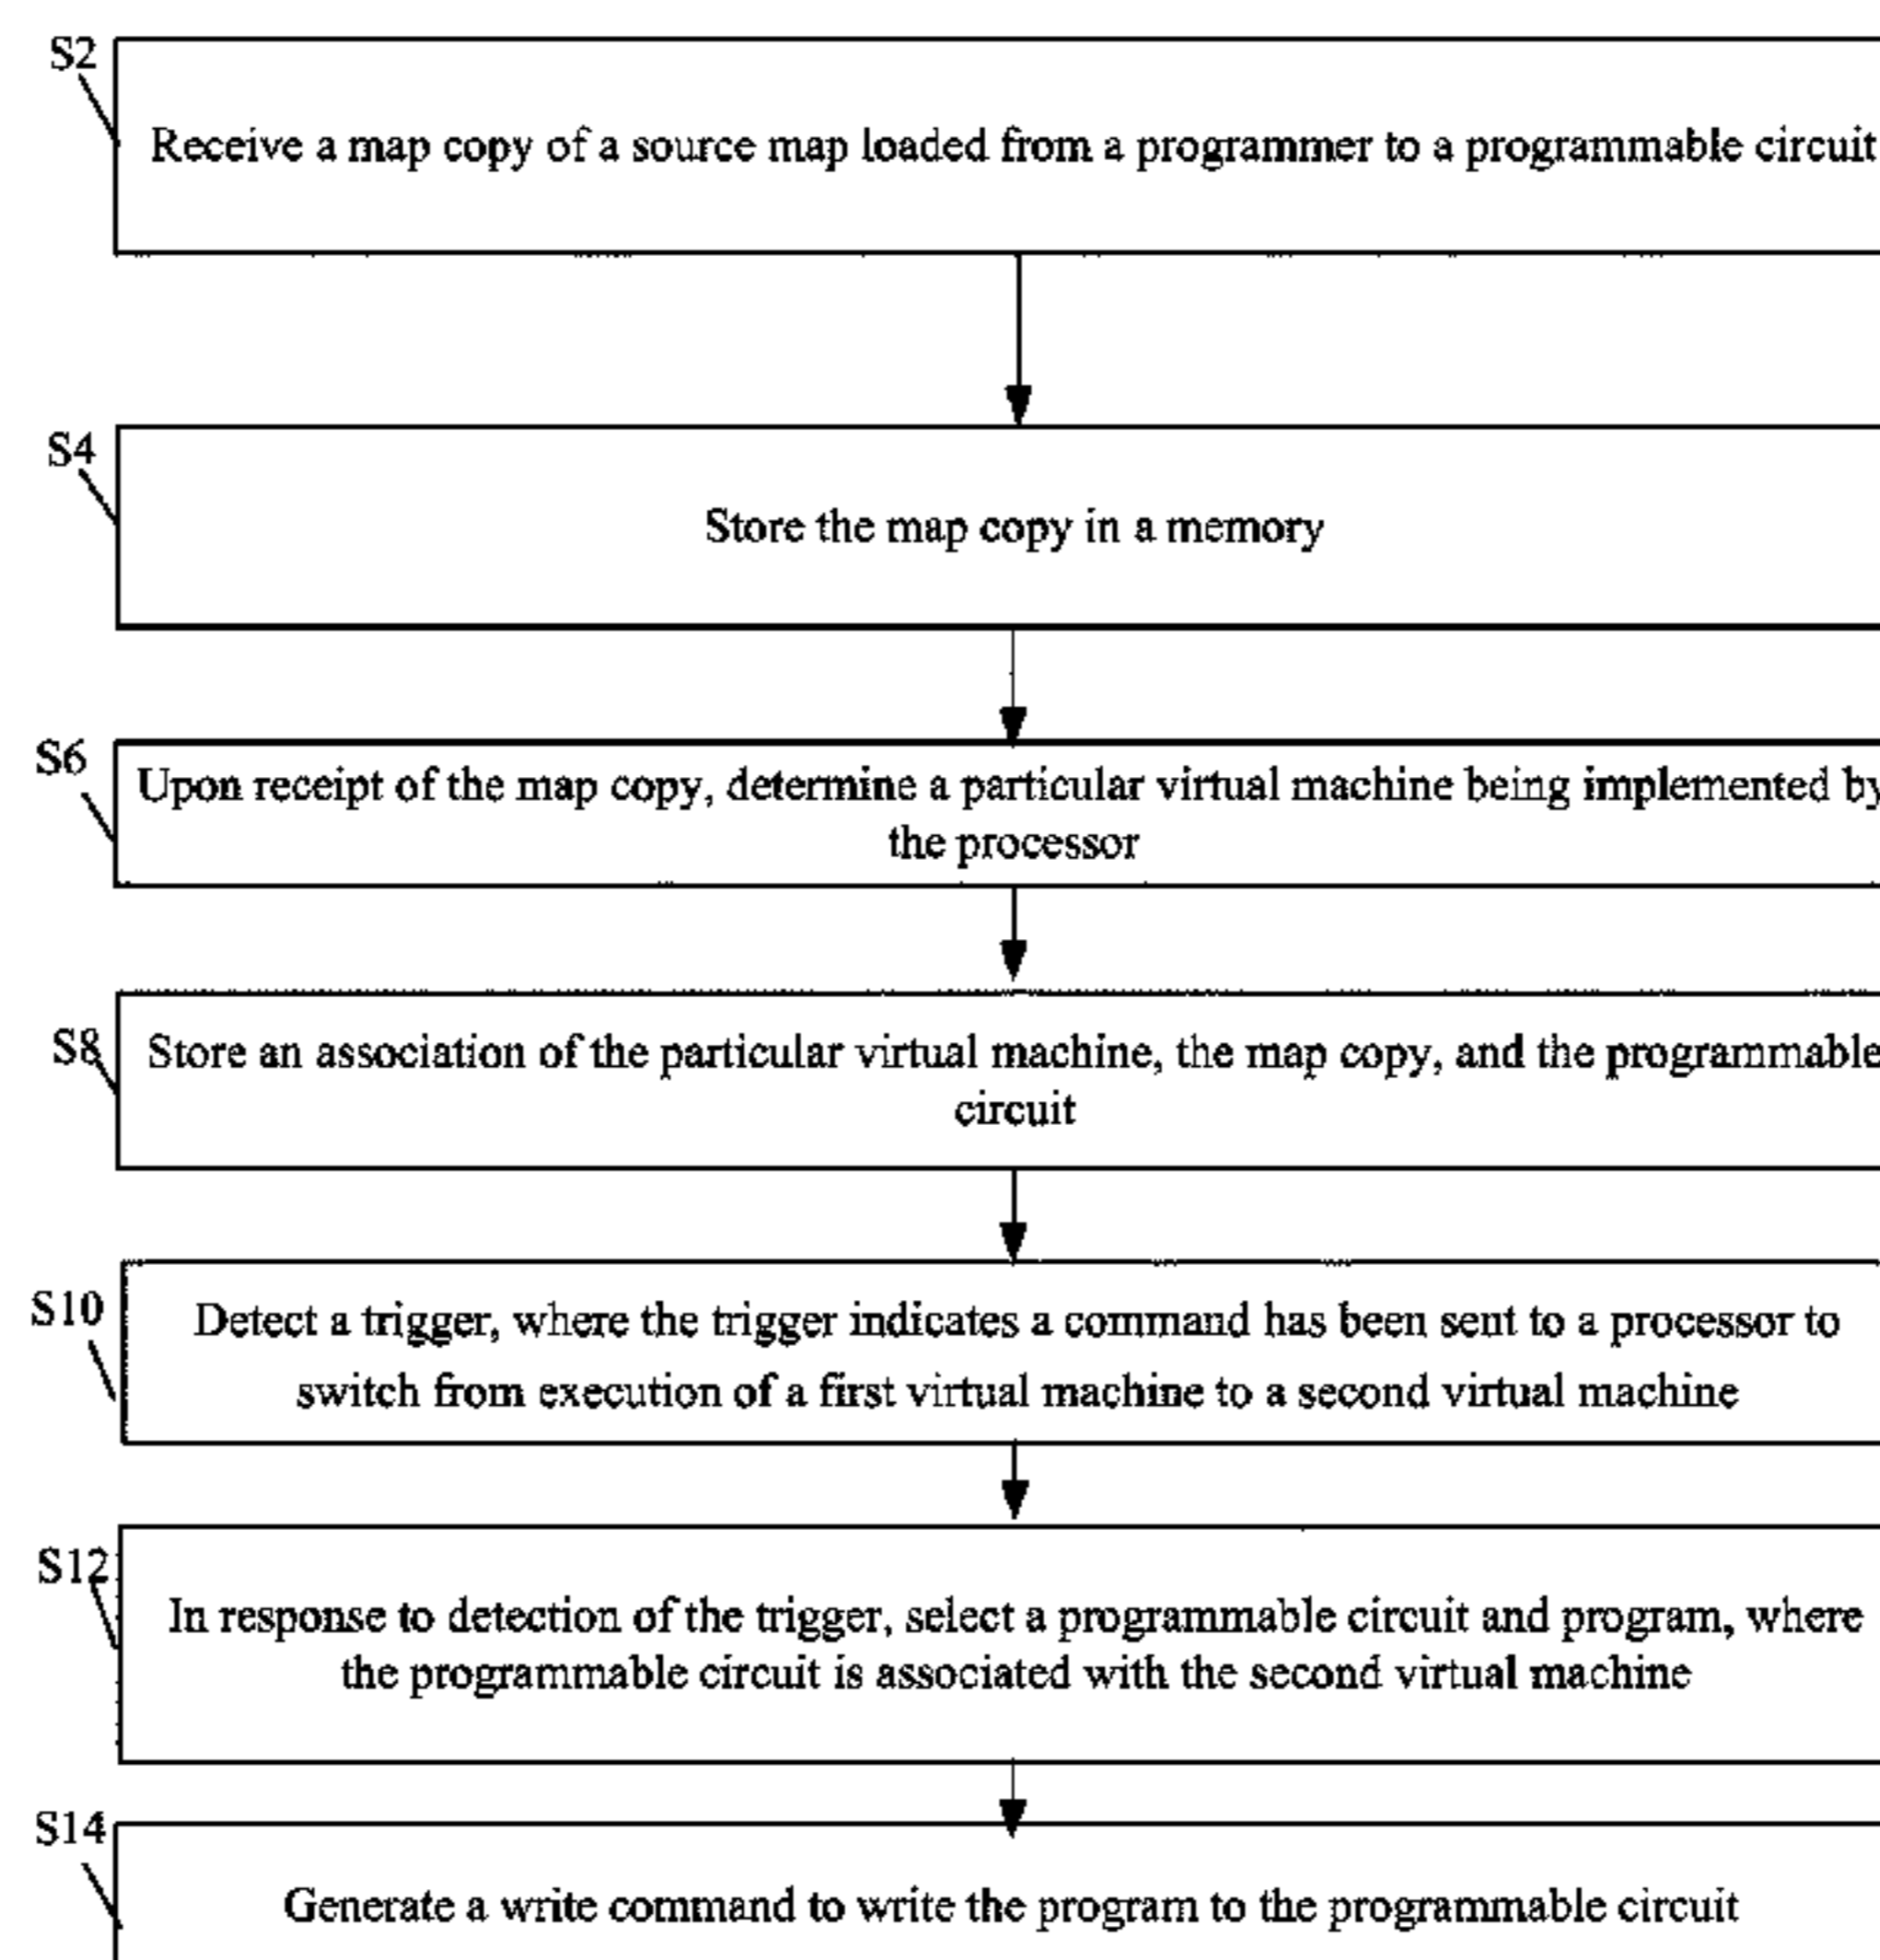 S2
Receive a map copy of a source map loaded from a programmer to a programmable circuit
S4
Store the map copy in a memory
S6
Upon receipt of the map copy, determine a particular virtual machine being implemented by
the processor
S8
Store an association of the particular virtual machine, the map copy, and the programmable
circuit
S10
Detect a trigger, where the trigger indicates a command has been sent to a processor to
switch from execution of a first virtual machine to a second virtual machine
S12
In response to detection of the trigger, select a programmable circuit and program, where
the programmable circuit is associated with the second virtual machine
S14
Generate a write command to write the program to the programmable circuit